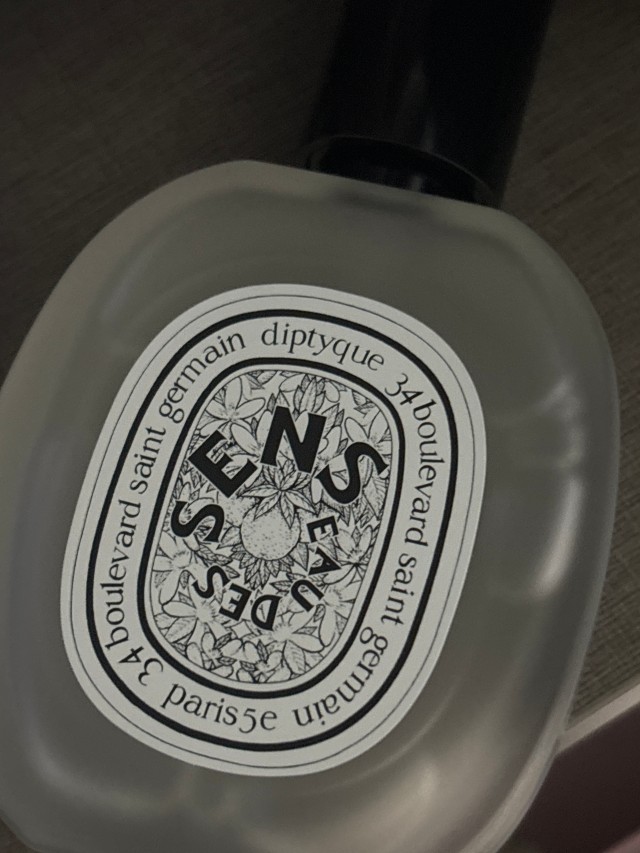 diptyque 34 boulevard saint germain paris 5e 34 boulevard saint germain
EAU DES SENS